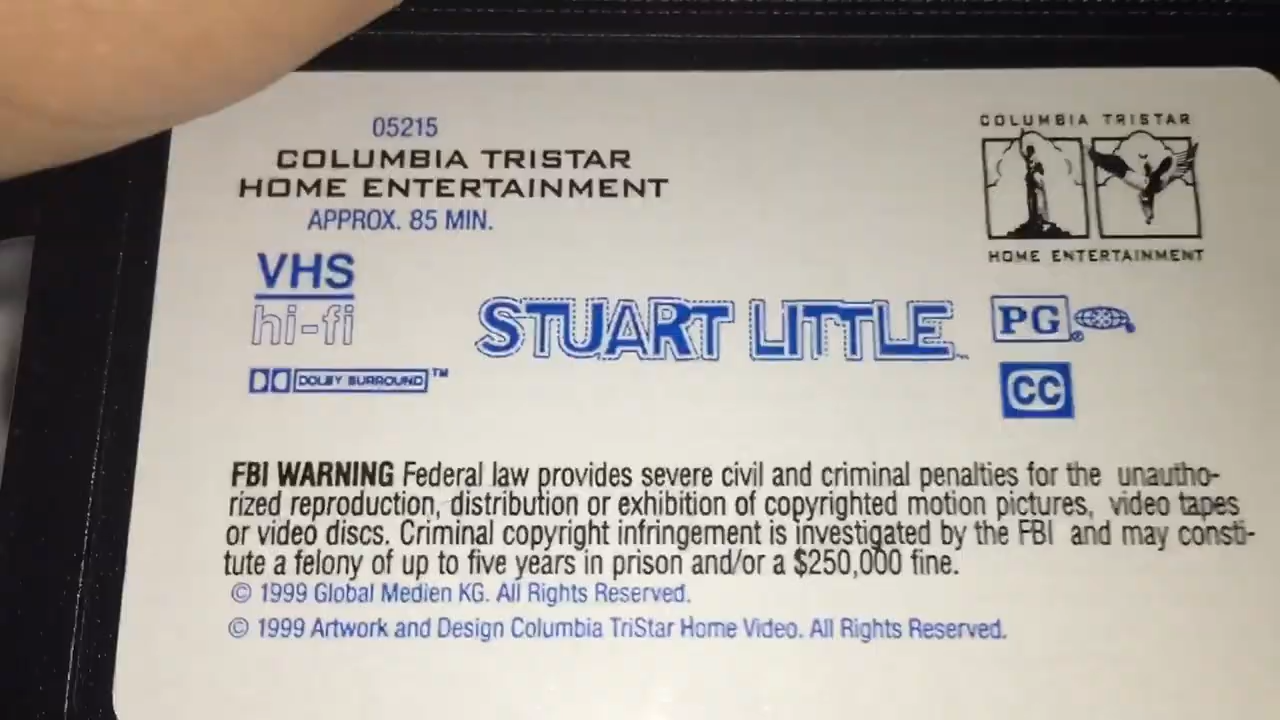 05215
COLUMBIA TRISTAR
HOME ENTERTAINMENT
APPROX. 85 MIN.
COLUMBIA TRISTAR
HOME ENTERTAINMENT
VHS
hi-fi
DOLBY SURROUND™
STUART LITTLE™
PG®
CC
FBI WARNING Federal law provides severe civil and criminal penalties for the unautho-
rized reproduction, distribution or exhibition of copyrighted motion pictures, video tapes
or video discs. Criminal copyright infringement is investigated by the FBI and may consti-
tute a felony of up to five years in prison and/or a $250,000 fine.
© 1999 Global Medien KG. All Rights Reserved.
© 1999 Artwork and Design Columbia TriStar Home Video. All Rights Reserved.